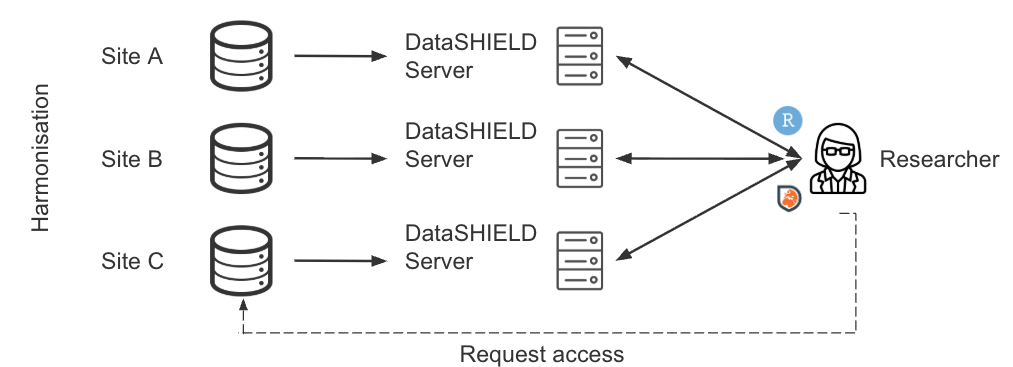 Harmonisation
Site A
DataSHIELD
Server
R
Site B
DataSHIELD
Server
Researcher
Site C
DataSHIELD
Server
Request access